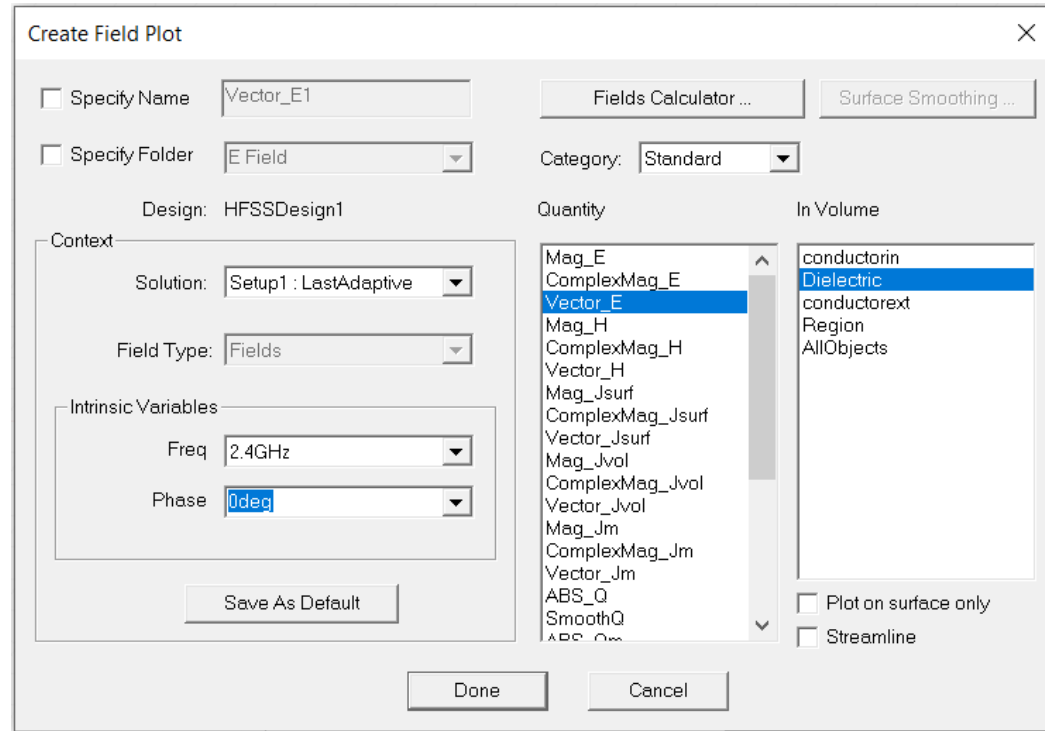 Create Field Plot
Specify Name
Vector_E1
Fields Calculator ...
Surface Smoothing ...
Specify Folder
E Field
Category:
Standard
Design:
HFSSDesign1
Quantity
In Volume
Context
Solution:
Setup1 : LastAdaptive
Field Type:
Fields
Intrinsic Variables
Freq
2.4GHz
Phase
0deg
Save As Default
Mag_E
ComplexMag_E
Vector_E
Mag_H
ComplexMag_H
Vector_H
Mag_Jsurf
ComplexMag_Jsurf
Vector_Jsurf
Mag_Jvol
ComplexMag_Jvol
Vector_Jvol
Mag_Jm
ComplexMag_Jm
Vector_Jm
ABS_Q
SmoothQ
ABS_Qm
conductorin
Dielectric
conductorext
Region
AllObjects
Plot on surface only
Streamline
Done
Cancel